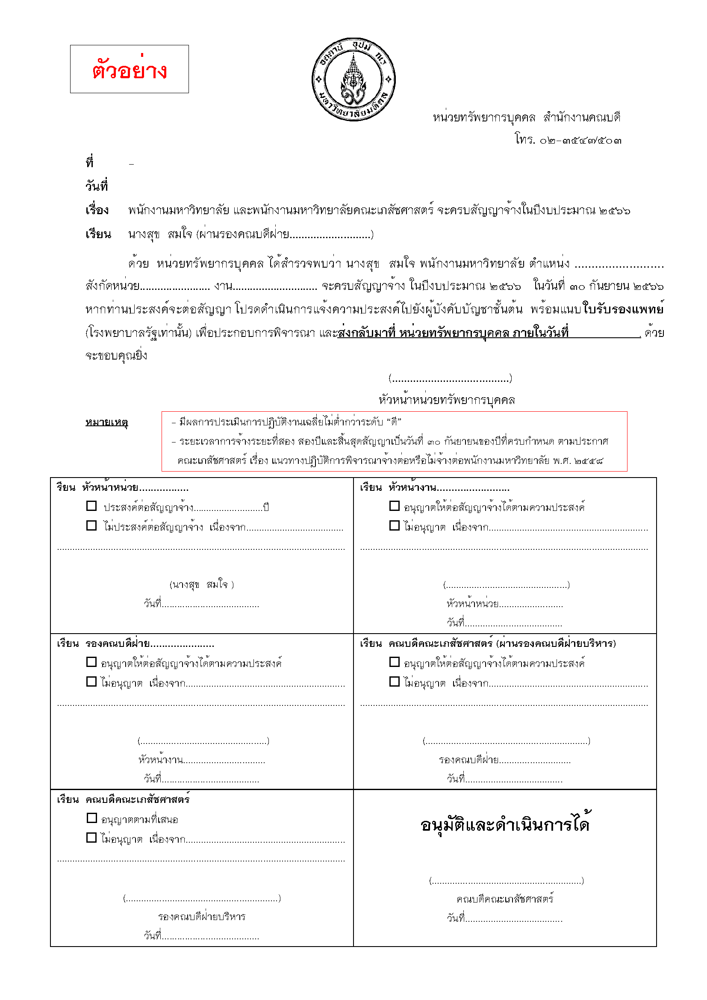 ตัวอย่าง
อตฺตานํ อุปมํ กเร
มหาวิทยาลัยมหิดล
หน่วยทรัพยากรบุคคล  สำนักงานคณบดี
โทร. ๐๒-๓๕๔๗/๕๐๓
ที่ -
วันที่
เรื่อง พนักงานมหาวิทยาลัย และพนักงานมหาวิทยาลัยคณะเภสัชศาสตร์ จะครบสัญญาจ้างในปีงบประมาณ ๒๕๖๖
เรียน นางสุข  สมใจ (ผ่านรองคณบดีฝ่าย...........................)
ด้วย  หน่วยทรัพยากรบุคคล ได้สำรวจพบว่า นางสุข  สมใจ พนักงานมหาวิทยาลัย ตำแหน่ง ..........................
สังกัดหน่วย........................ งาน............................. จะครบสัญญาจ้าง ในปีงบประมาณ ๒๕๖๖  ในวันที่ ๓๐ กันยายน ๒๕๖๖
หากท่านประสงค์จะต่อสัญญา โปรดดำเนินการแจ้งความประสงค์ไปยังผู้บังคับบัญชาชั้นต้น  พร้อมแนบใบรับรองแพทย์
(โรงพยาบาลรัฐเท่านั้น) เพื่อประกอบการพิจารณา และส่งกลับมาที่ หน่วยทรัพยากรบุคคล ภายในวันที่                . ด้วย
จะขอบคุณยิ่ง
(.......................................)
หัวหน้าหน่วยทรัพยากรบุคคล
หมายเหตุ
- มีผลการประเมินการปฏิบัติงานเฉลี่ยไม่ต่ำกว่าระดับ “ดี”
- ระยะเวลาการจ้างระยะที่สอง สองปีและสิ้นสุดสัญญาเป็นวันที่ ๓๐ กันยายนของปีที่ครบกำหนด ตามประกาศ
คณะเภสัชศาสตร์ เรื่อง แนวทางปฏิบัติการพิจารณาจ้างต่อหรือไม่จ้างต่อพนักงานมหาวิทยาลัย พ.ศ. ๒๕๕๘
รียน  หัวหน้าหน่วย.................
☐ ประสงค์ต่อสัญญาจ้าง...........................ปี
☐ ไม่ประสงค์ต่อสัญญาจ้าง  เนื่องจาก......................................
.................................................................................................................
(นางสุข  สมใจ )
วันที่......................................
เรียน  หัวหน้างาน.........................
☐ อนุญาตให้ต่อสัญญาจ้างได้ตามความประสงค์
☐ ไม่อนุญาต  เนื่องจาก..............................................................
.................................................................................................................
(...............................................)
หัวหน้าหน่วย.........................
วันที่......................................
เรียน  รองคณบดีฝ่าย......................
☐ อนุญาตให้ต่อสัญญาจ้างได้ตามความประสงค์
☐ ไม่อนุญาต  เนื่องจาก..............................................................
.................................................................................................................
(.................................................)
หัวหน้างาน................................
วันที่......................................
เรียน  คณบดีคณะเภสัชศาสตร์ (ผ่านรองคณบดีฝ่ายบริหาร)
☐ อนุญาตให้ต่อสัญญาจ้างได้ตามความประสงค์
☐ ไม่อนุญาต  เนื่องจาก..............................................................
.................................................................................................................
(...............................................................)
รองคณบดีฝ่าย............................
วันที่......................................
เรียน  คณบดีคณะเภสัชศาสตร์
☐ อนุญาตตามที่เสนอ
☐ ไม่อนุญาต  เนื่องจาก..............................................................
.................................................................................................................
(...........................................................)
รองคณบดีฝ่ายบริหาร
วันที่......................................
อนุมัติและดำเนินการได้
(..........................................................)
คณบดีคณะเภสัชศาสตร์
วันที่......................................